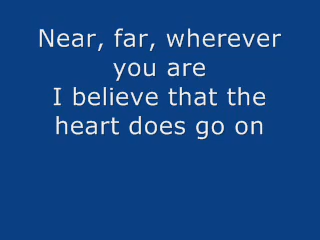 Near, far, wherever
you are
I believe that the
heart does go on